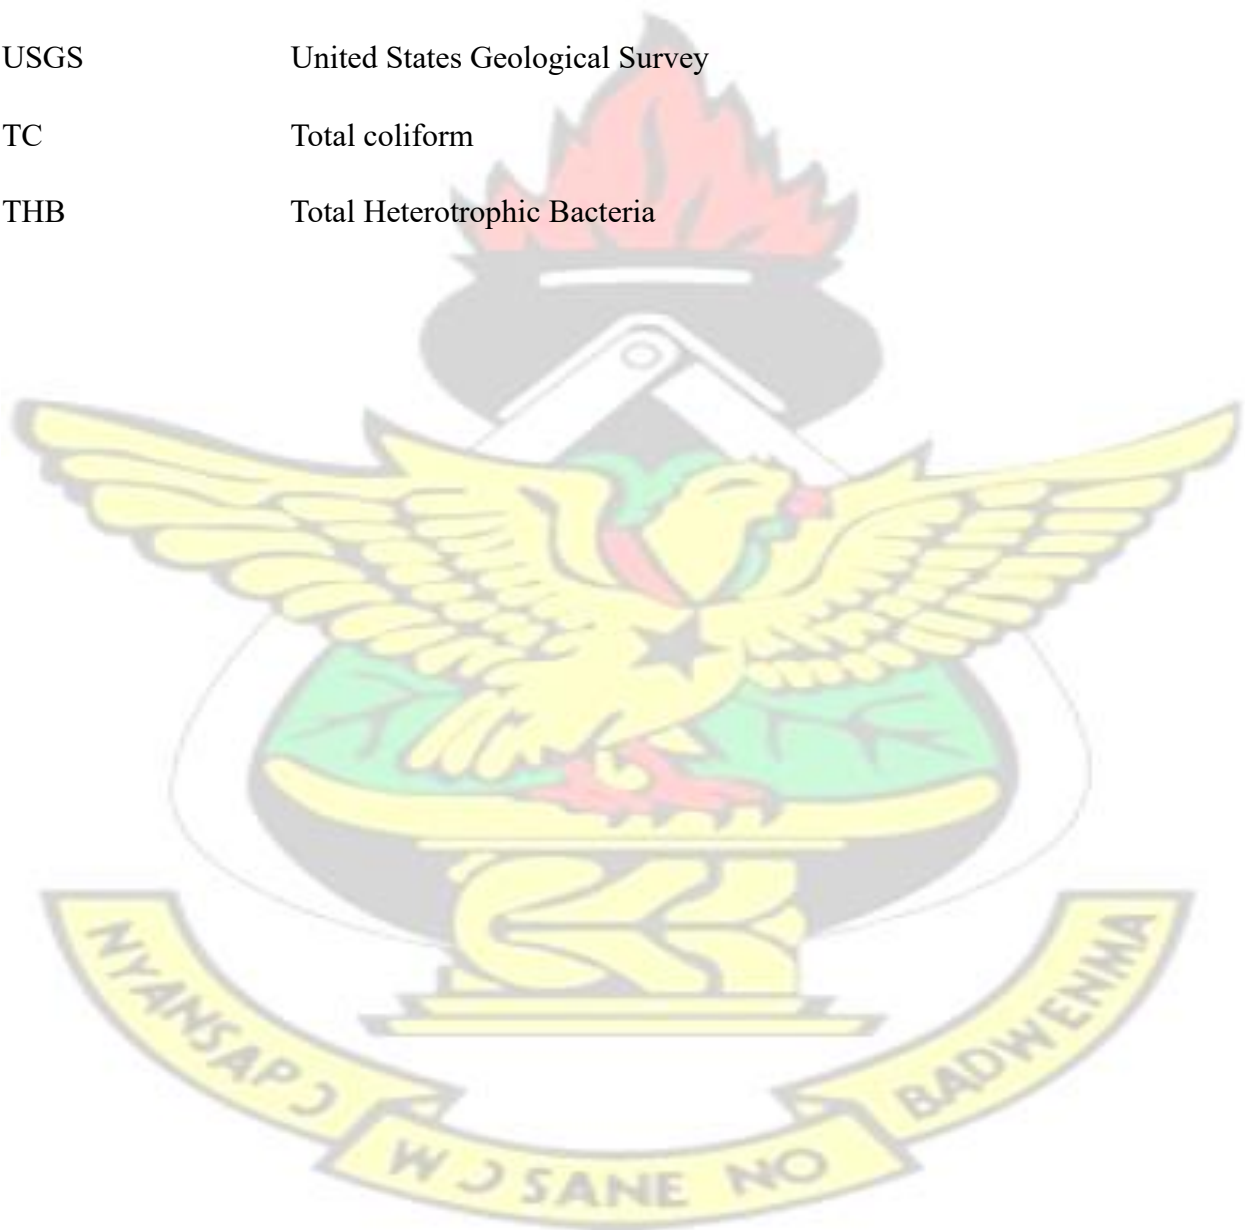 USGS United States Geological Survey
TC Total coliform
THB Total Heterotrophic Bacteria
NYANSAPƆ
WƆSANE NO
BADWENMA